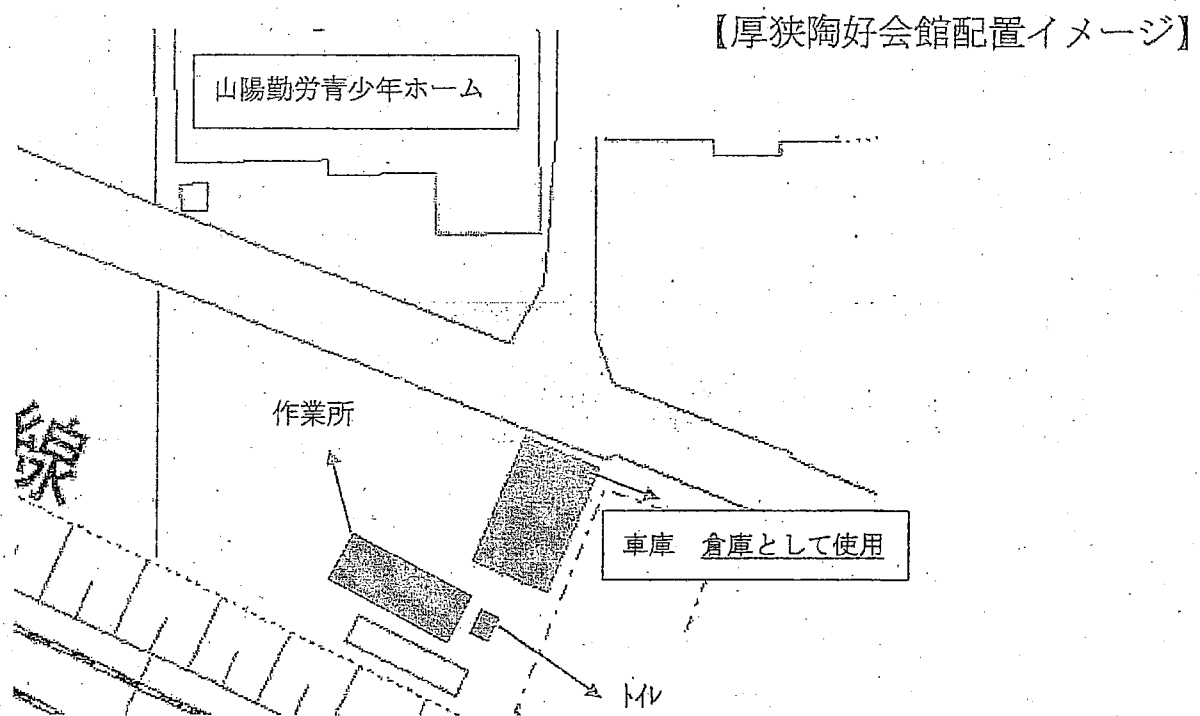 【厚狭陶好会館配置イメージ】
山陽勤労青少年ホーム
作業所
線
車庫 倉庫として使用
トイレ